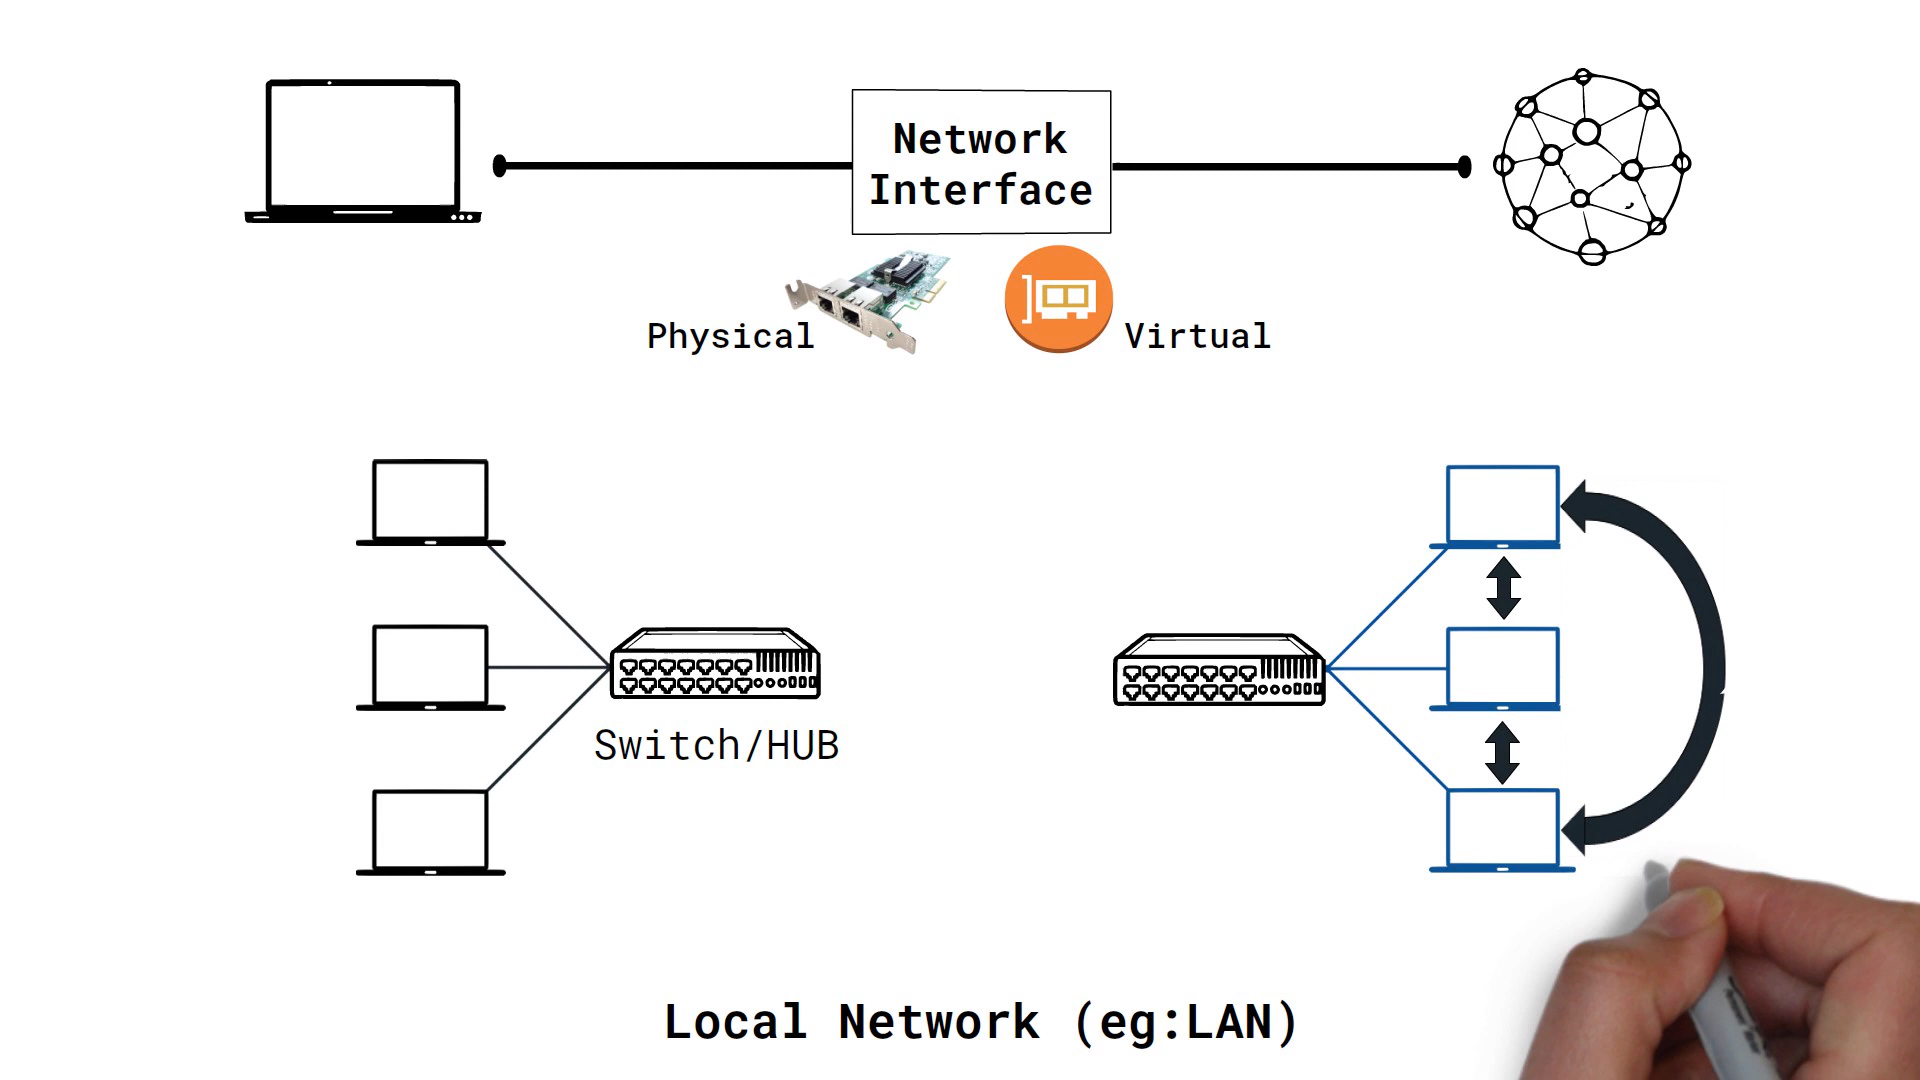 Network
Interface
Physical
Virtual
Switch/HUB
Local Network (eg:LAN)